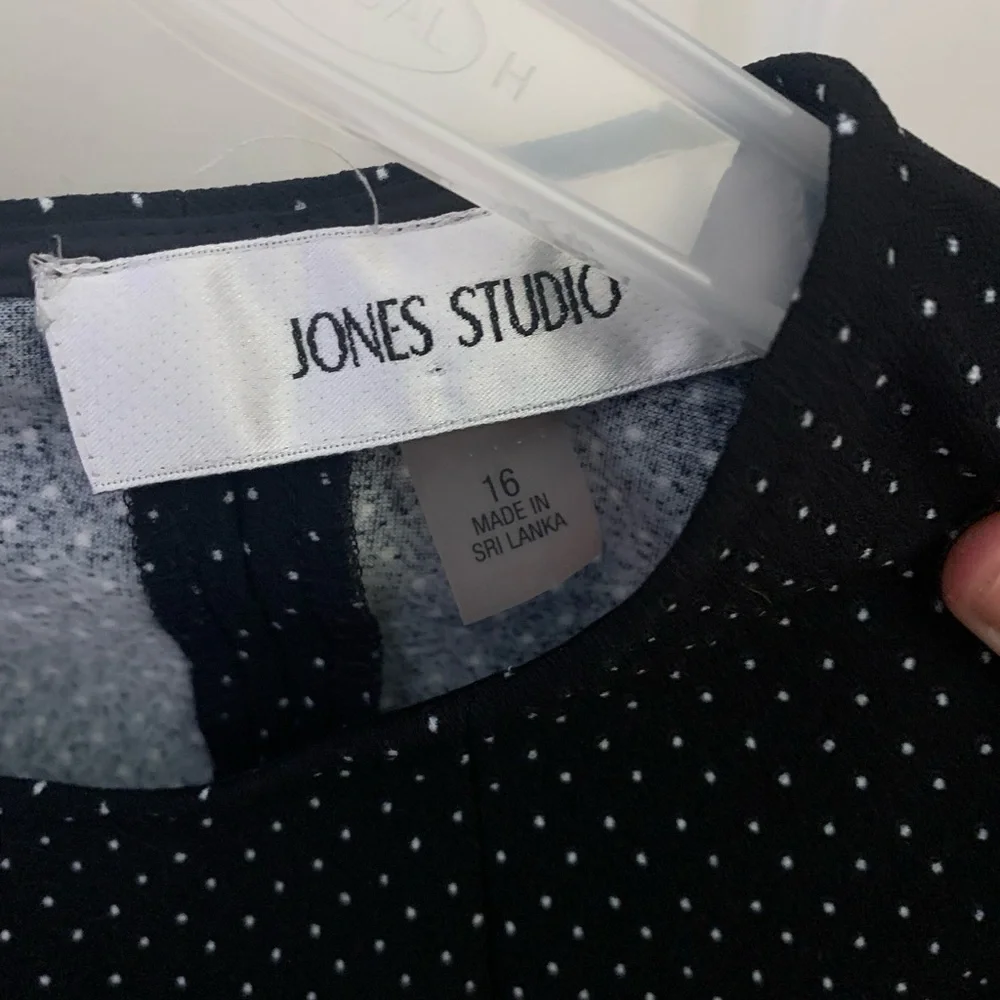 H
JONES STUDIO
16
MADE IN
SRI LANKA